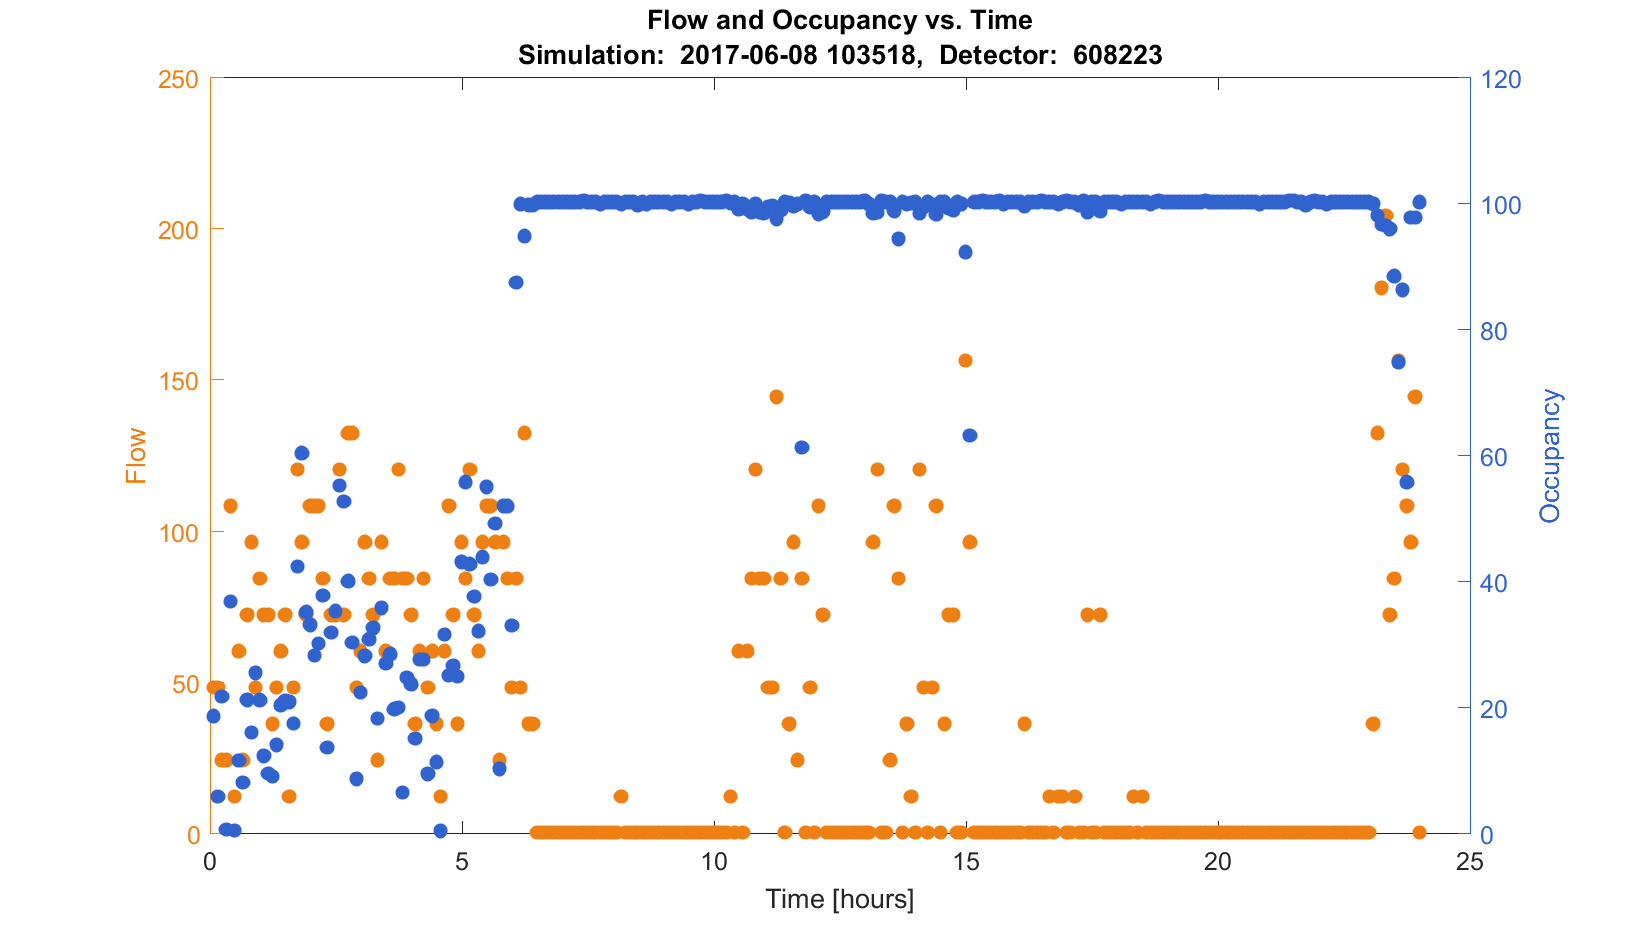 Flow and Occupancy vs. Time
Simulation:  2017-06-08 103518,  Detector:  608223
250
200
150
100
50
0
Flow
120
100
80
60
40
20
0
Occupancy
0 5 10 15 20 25
Time [hours]